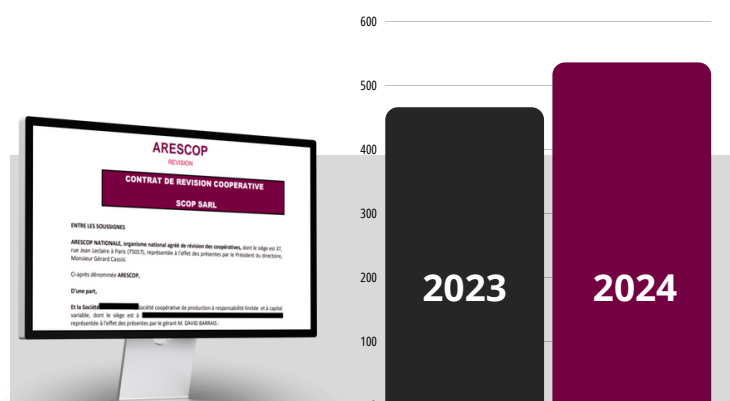 ARESCOP
REVISION
CONTRAT DE REVISION COOPERATIVE
SCOP SARL
ENTRE LES SOUSSIGNES
ARESCOP NATIONALE, organisme national agréé de révision des coopératives, dont le siège est 37,
rue Jean Leclaire à Paris (75017), représentée à l'effet des présentes par le Président du directoire,
Monsieur Gérard Cassisi.
Ci-après dénommée ARESCOP,
D'une part,
Et la Société société coopérative de production à responsabilité limitée et à capital
variable, dont le siège est à
représentée à l'effet des présentes par le gérant M. DAVID BARRAIS :
600
500
400
300
200
100
2023
2024